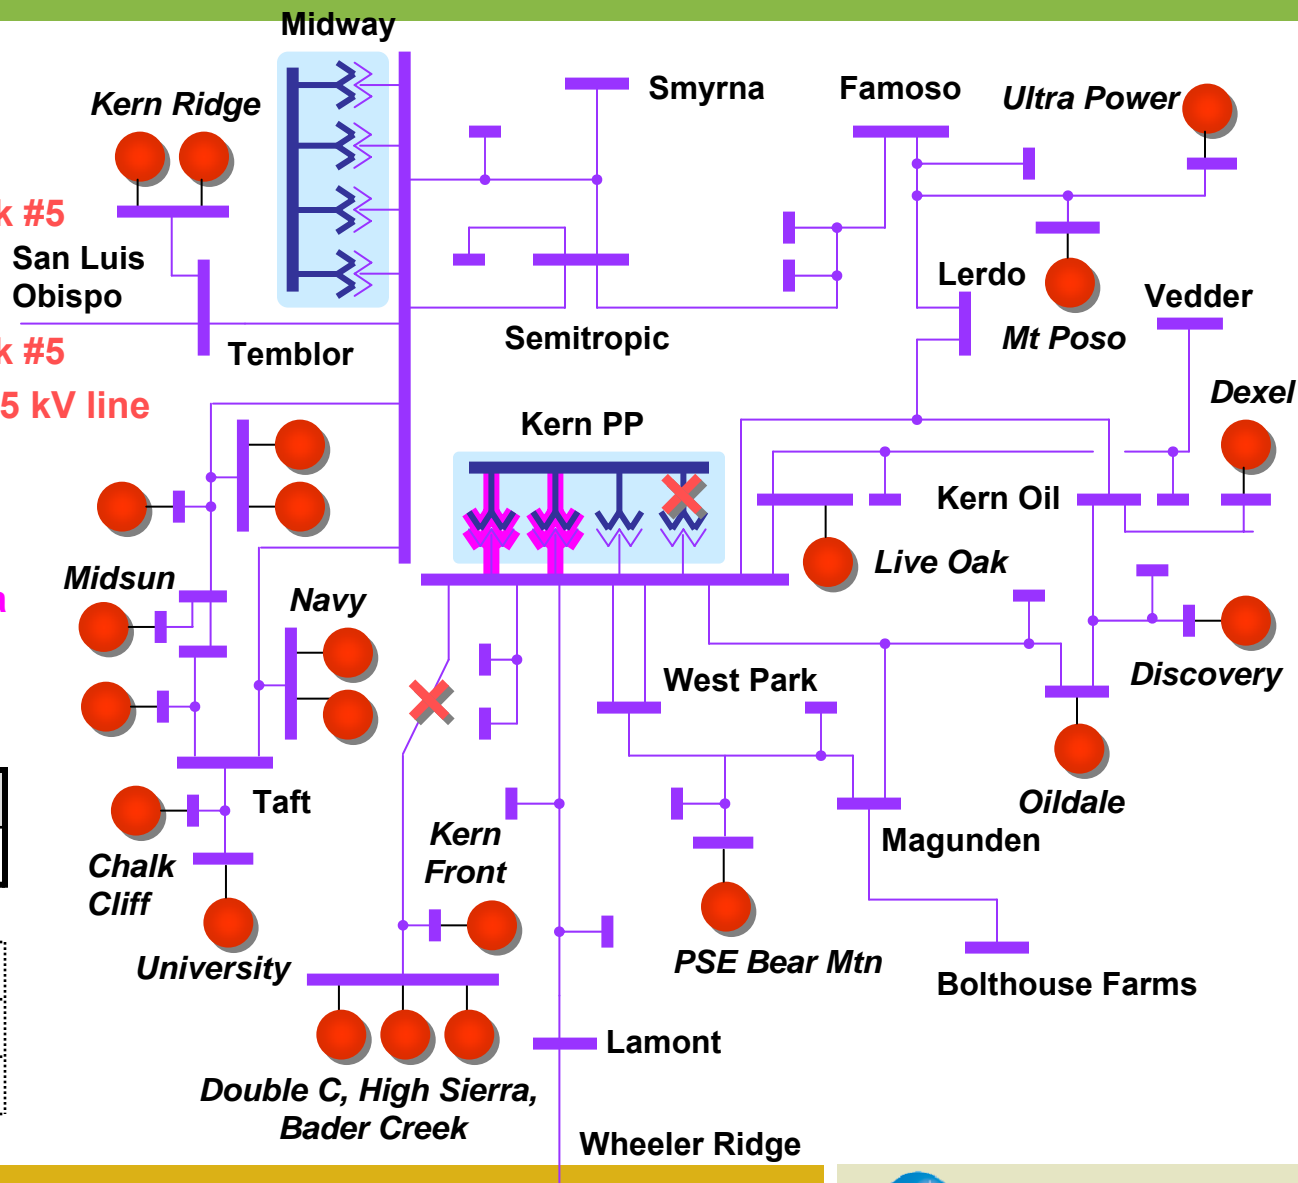 Midway
Smyrna
Famoso
Ultra Power
Kern Ridge
k #5
San Luis
Obispo
Lerdo
Vedder
Semitropic
Mt Poso
k #5
Temblor
5 kV line
Dexel
Kern PP
Kern Oil
Live Oak
Midsun
Navy
a
West Park
Discovery
Taft
Oildale
Kern
Front
Magunden
Chalk
Cliff
University
PSE Bear Mtn
Bolthouse Farms
Lamont
Double C, High Sierra,
Bader Creek
Wheeler Ridge